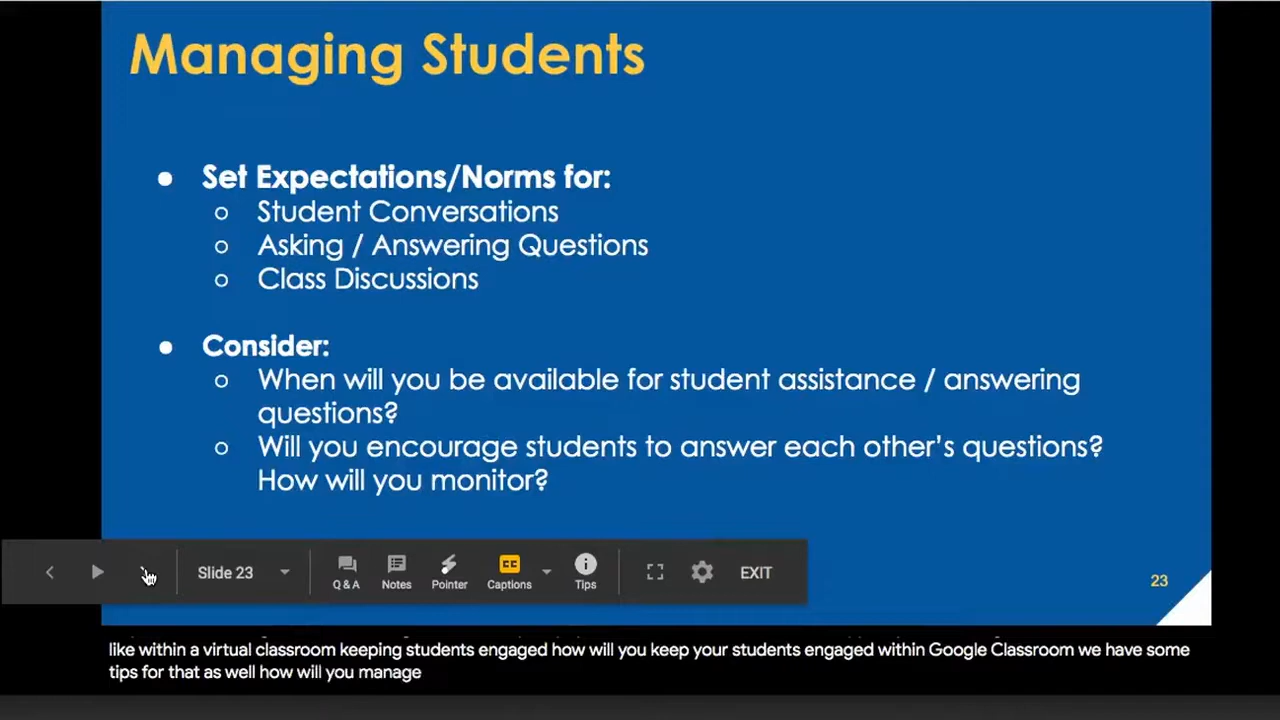 Managing Students
● Set Expectations/Norms for:
○ Student Conversations
○ Asking / Answering Questions
○ Class Discussions
● Consider:
○ When will you be available for student assistance / answering
questions?
○ Will you encourage students to answer each other's questions?
How will you monitor?
Slide 23
Q & A
Notes
Pointer
CC
Captions
Tips
EXIT
23
like within a virtual classroom keeping students engaged how will you keep your students engaged within Google Classroom we have some
tips for that as well how will you manage